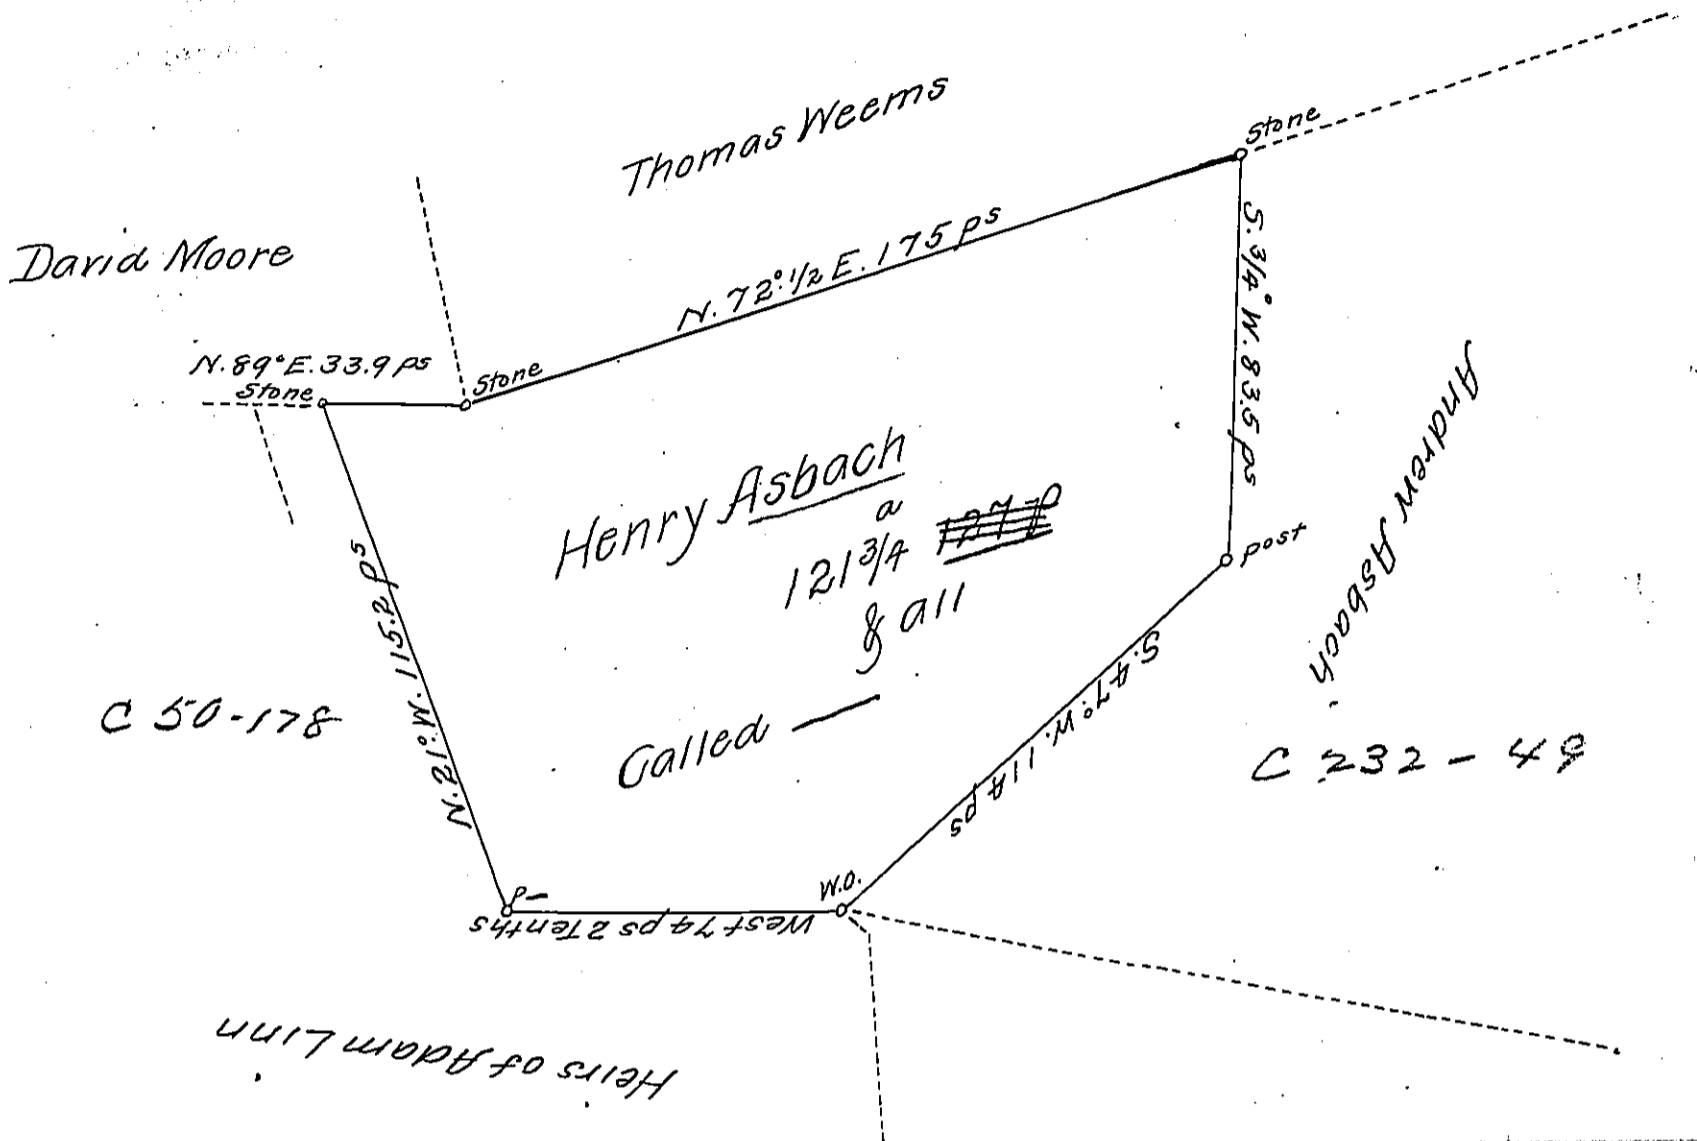 Thomas Weems
Stone
David Moore
N. 72°. 1/2 E. 175 ps
S. 3/4° W. 83.5 ps
N. 89° E. 33.9 ps
Stone
Stone
Andrew Asbach
Henry Asbach
a
121 3/4
& all
post
N. 21°. W. 115.2 ps
S. 47° W. 114 ps
C 50-178
Called —
C 232 - 49
P-
W.O.
West 74 ps 2 Tenths
Heirs of Adam Linn